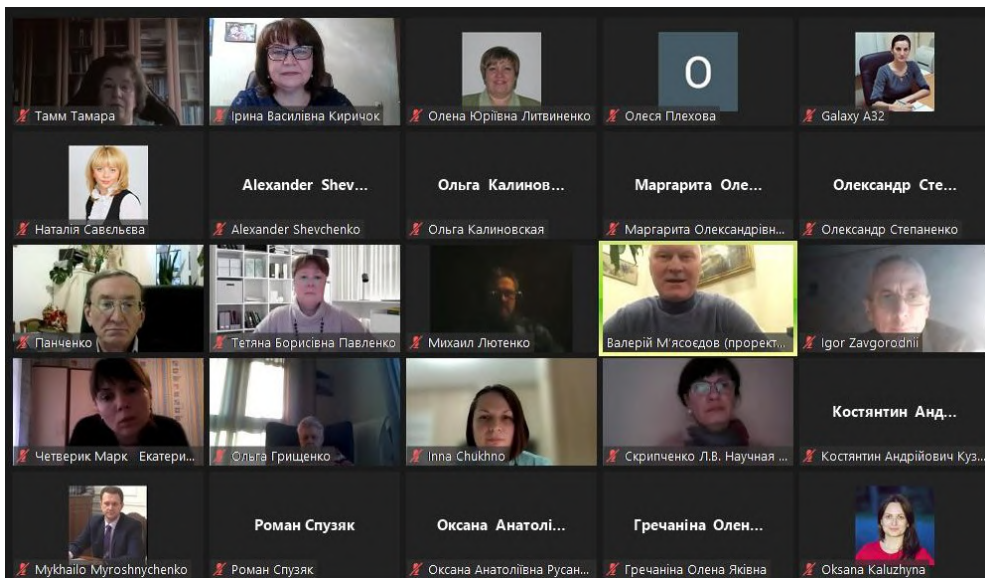 Тамм Тамара
Ірина Василівна Киричок
Олена Юріївна Литвиненко
O
Олеся Плехова
Galaxy A32
Наталія Савєльєва
Alexander Shev...
Alexander Shevchenko
Ольга Калинов...
Ольга Калиновская
Маргарита Оле...
Маргарита Олександрівн...
Олександр Сте...
Олександр Степаненко
Панченко
Тетяна Борисівна Павленко
Михаил Лютенко
Валерій М'ясоєдов (прорект...
Igor Zavgorodnii
Четверик Марк Екатери...
Ольга Грищенко
Inna Chukhno
Скрипченко Л.В. Научная ...
Костянтин Анд...
Костянтин Андрійович Куз...
Mykhailo Myroshnychenko
Роман Спузяк
Роман Спузяк
Оксана Анатолі...
Оксана Анатоліївна Русан...
Гречаніна Олен...
Гречаніна Олена Яківна
Oksana Kaluzhyna